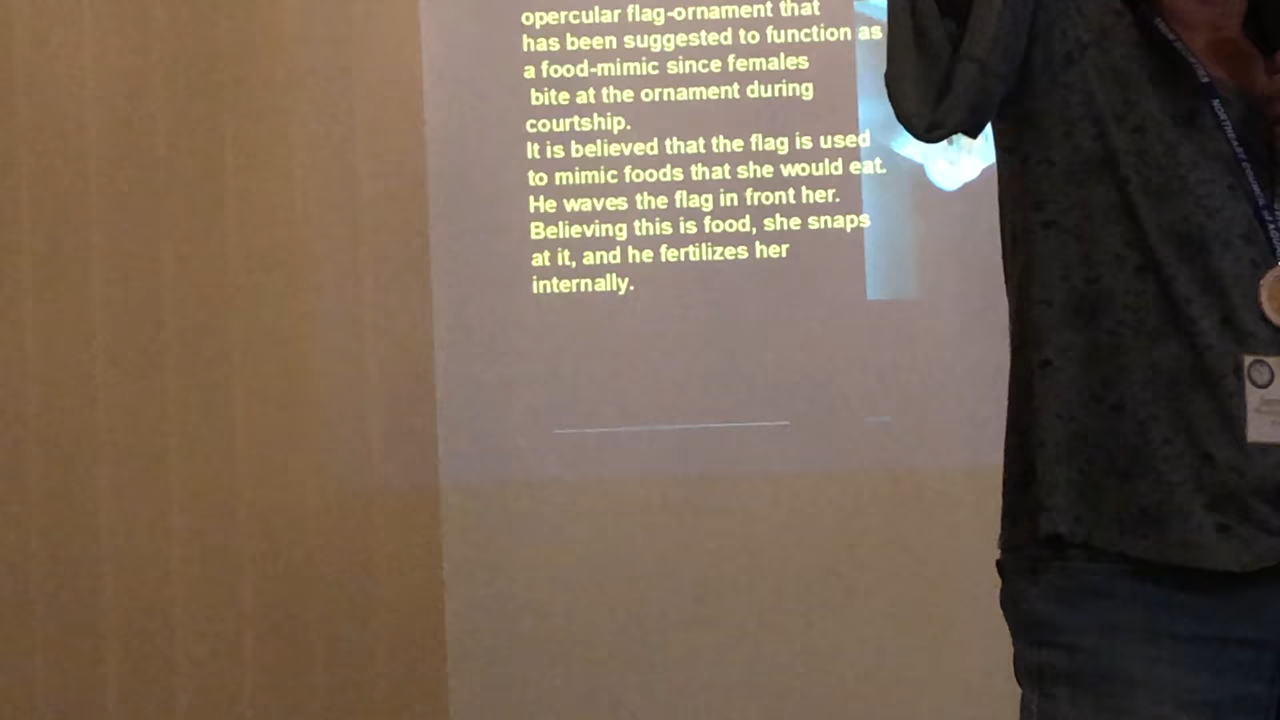 opercular flag-ornament that
has been suggested to function as
a food-mimic since females
bite at the ornament during
courtship.
It is believed that the flag is used
to mimic foods that she would eat.
He waves the flag in front her.
Believing this is food, she snaps
at it, and he fertilizes her
internally.